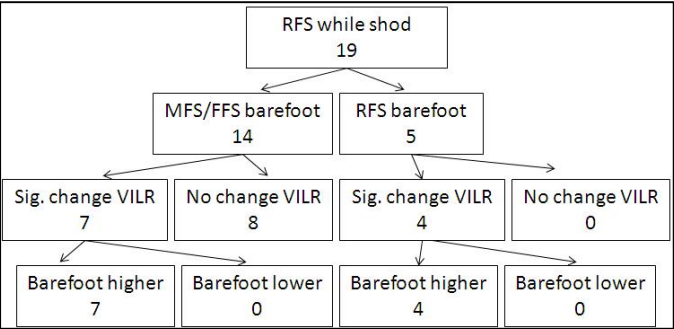 RFS while shod
19
MFS/FFS barefoot
14
RFS barefoot
5
Sig. change VILR
7
No change VILR
8
Sig. change VILR
4
No change VILR
0
Barefoot higher
7
Barefoot lower
0
Barefoot higher
4
Barefoot lower
0